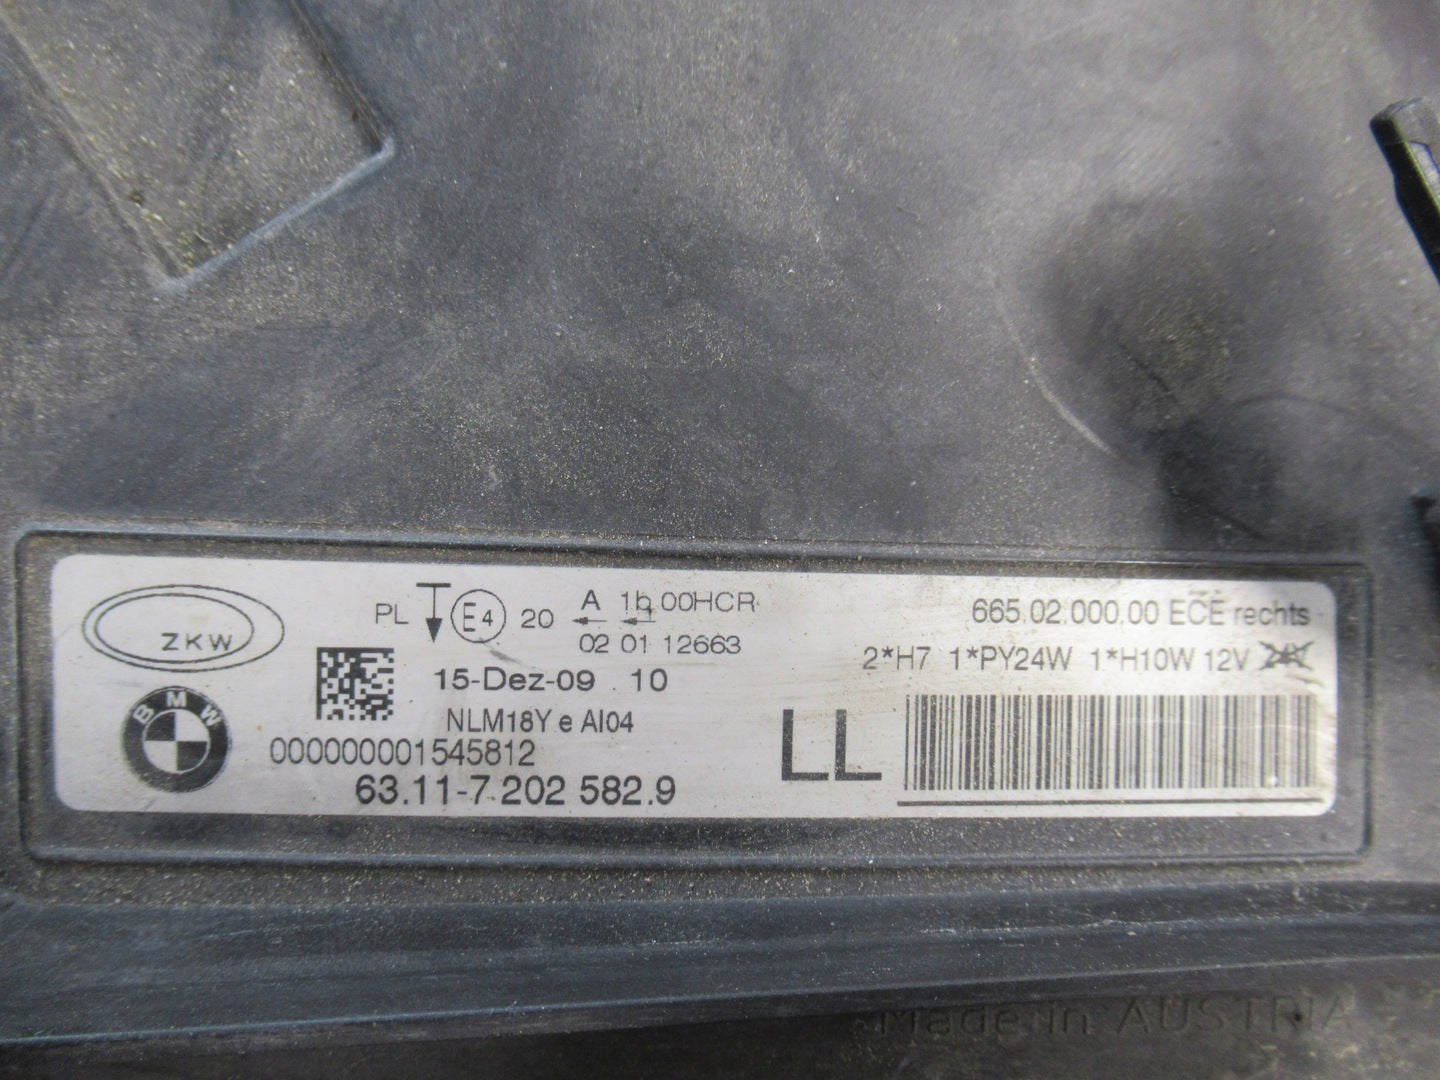 ZKW
BMW
PL E4 20 A 1b 00HCR
02 01 12663
15-Dez-09 10
NLM18Y e AI04
000000001545812
63.11-7 202 582.9
665.02.000.00 ECE rechts
2*H7 1*PY24W 1*H10W 12V 24V
LL
Made in AUSTRIA